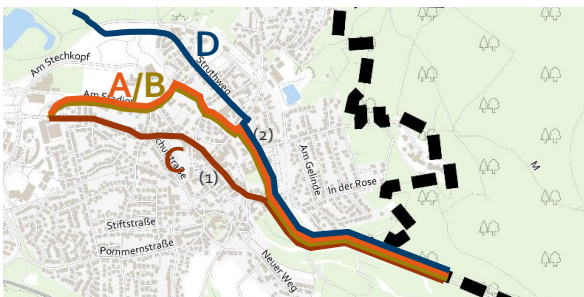 D
Am Stechkopf
Struthweg
A/B
Am Stadion
(2)
C
Schulstraße
(1)
Am Gelinde
In der Rose
M
Stiftstraße
Pommernstraße
Neuer Weg